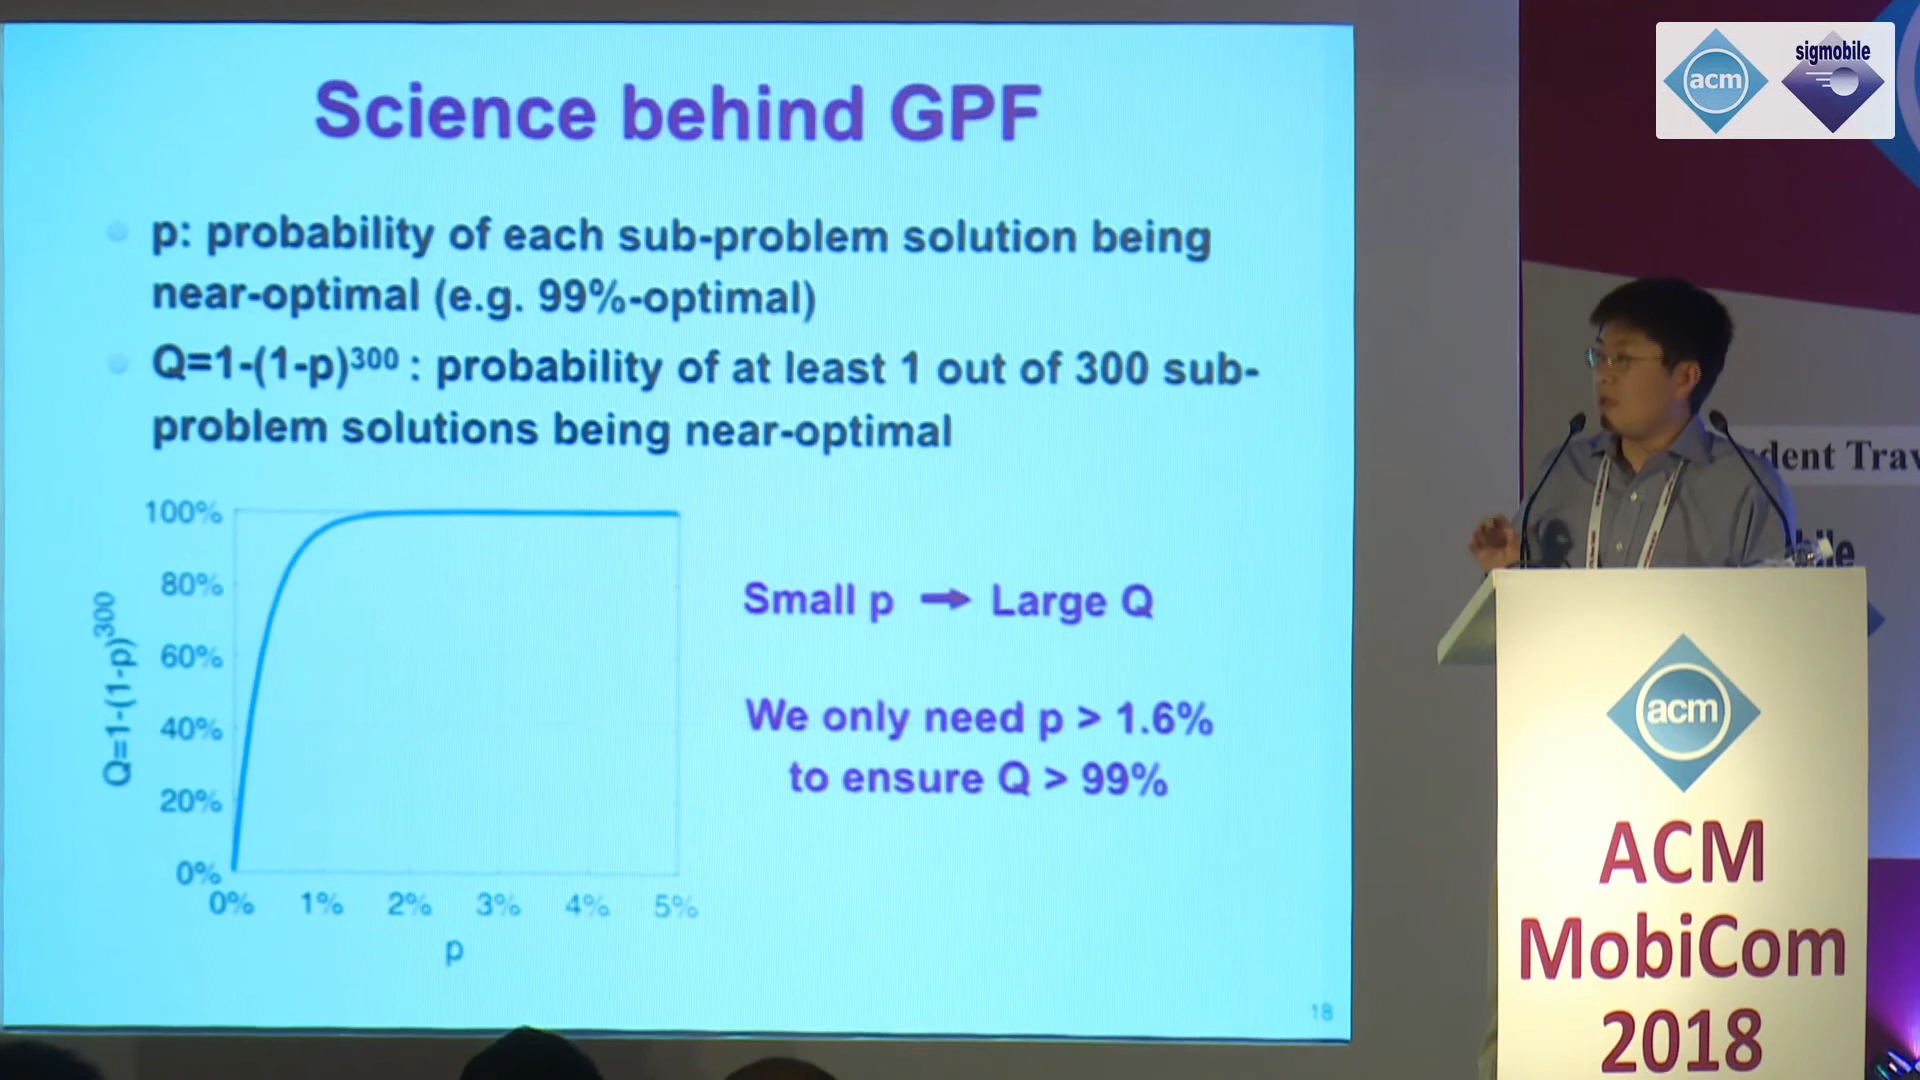 Science behind GPF
p: probability of each sub-problem solution being
near-optimal (e.g. 99%-optimal)
Q=1-(1-p)³⁰⁰ : probability of at least 1 out of 300 sub-
problem solutions being near-optimal
Q=1-(1-p)³⁰⁰
100%
80%
60%
40%
20%
0%
0% 1% 2% 3% 4% 5%
p
Small p → Large Q
We only need p > 1.6%
to ensure Q > 99%
18
acm
sigmobile
dent Trav
acm
ACM
MobiCom
2018